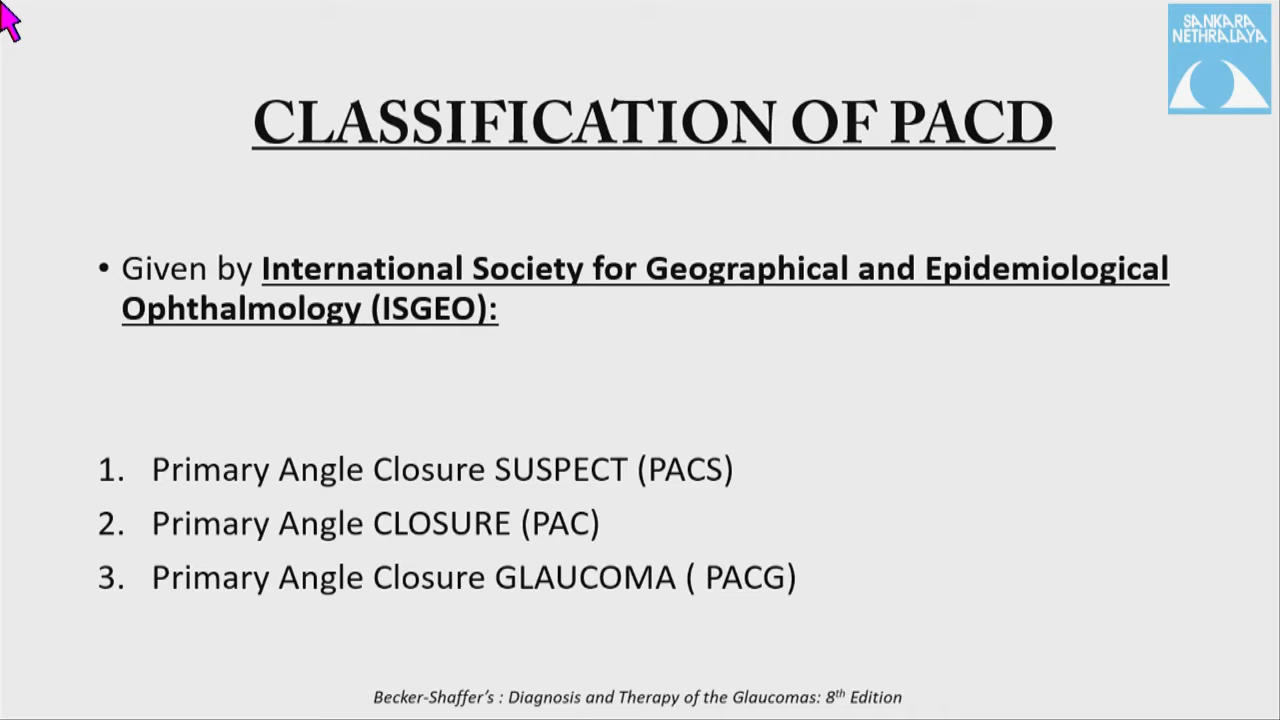 SANKARA
NETHRALAYA
CLASSIFICATION OF PACD
• Given by International Society for Geographical and Epidemiological
Ophthalmology (ISGEO):
1. Primary Angle Closure SUSPECT (PACS)
2. Primary Angle CLOSURE (PAC)
3. Primary Angle Closure GLAUCOMA ( PACG)
Becker-Shaffer's : Diagnosis and Therapy of the Glaucomas: 8th Edition